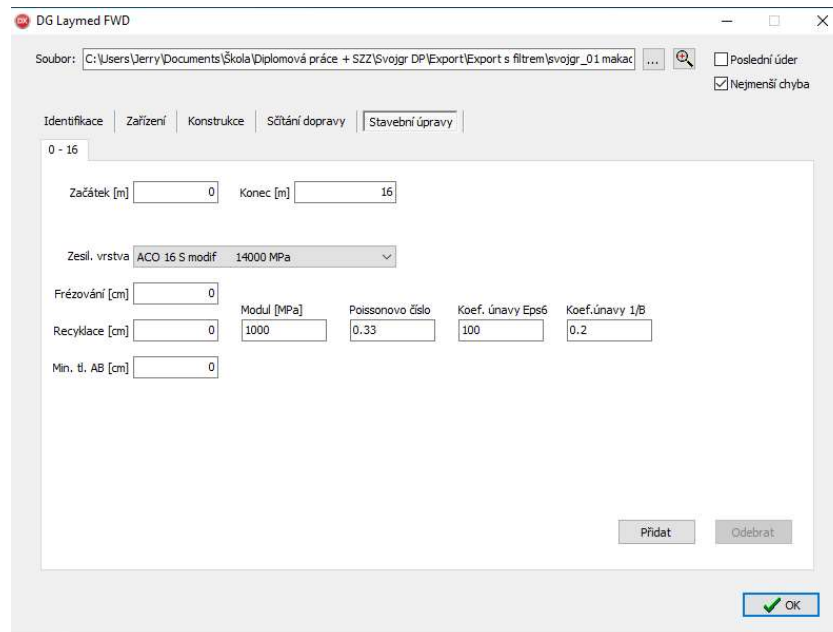 DG Laymed FWD
Soubor: C:\Users\Jerry\Documents\Škola\Diplomová práce + SZZ\Svojgr DP\Export\Export s filtrem\svojgr_01 makac ...
Poslední úder
Nejmenší chyba
Identifikace Zařízení Konstrukce Sčítání dopravy Stavební úpravy
0 - 16
Začátek [m] 0 Konec [m] 16
Zesil. vrstva ACO 16 S modif 14000 MPa
Frézování [cm] 0
Modul [MPa] Poissonovo číslo Koef. únavy Eps6 Koef.únavy 1/B
Recyklace [cm] 0 1000 0.33 100 0.2
Min. tl. AB [cm] 0
Přidat Odebrat
OK